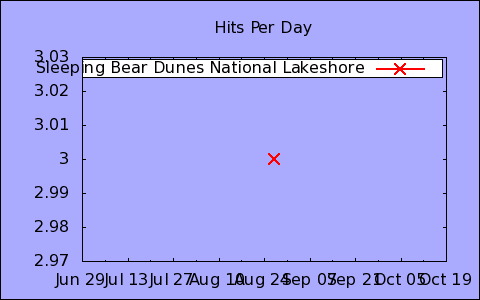 Hits Per Day
3.03
Sleeping Bear Dunes National Lakeshore
3.02
3.01
3
2.99
2.98
2.97
Jun 29 Jul 13 Jul 27 Aug 10 Aug 24 Sep 07 Sep 21 Oct 05 Oct 19